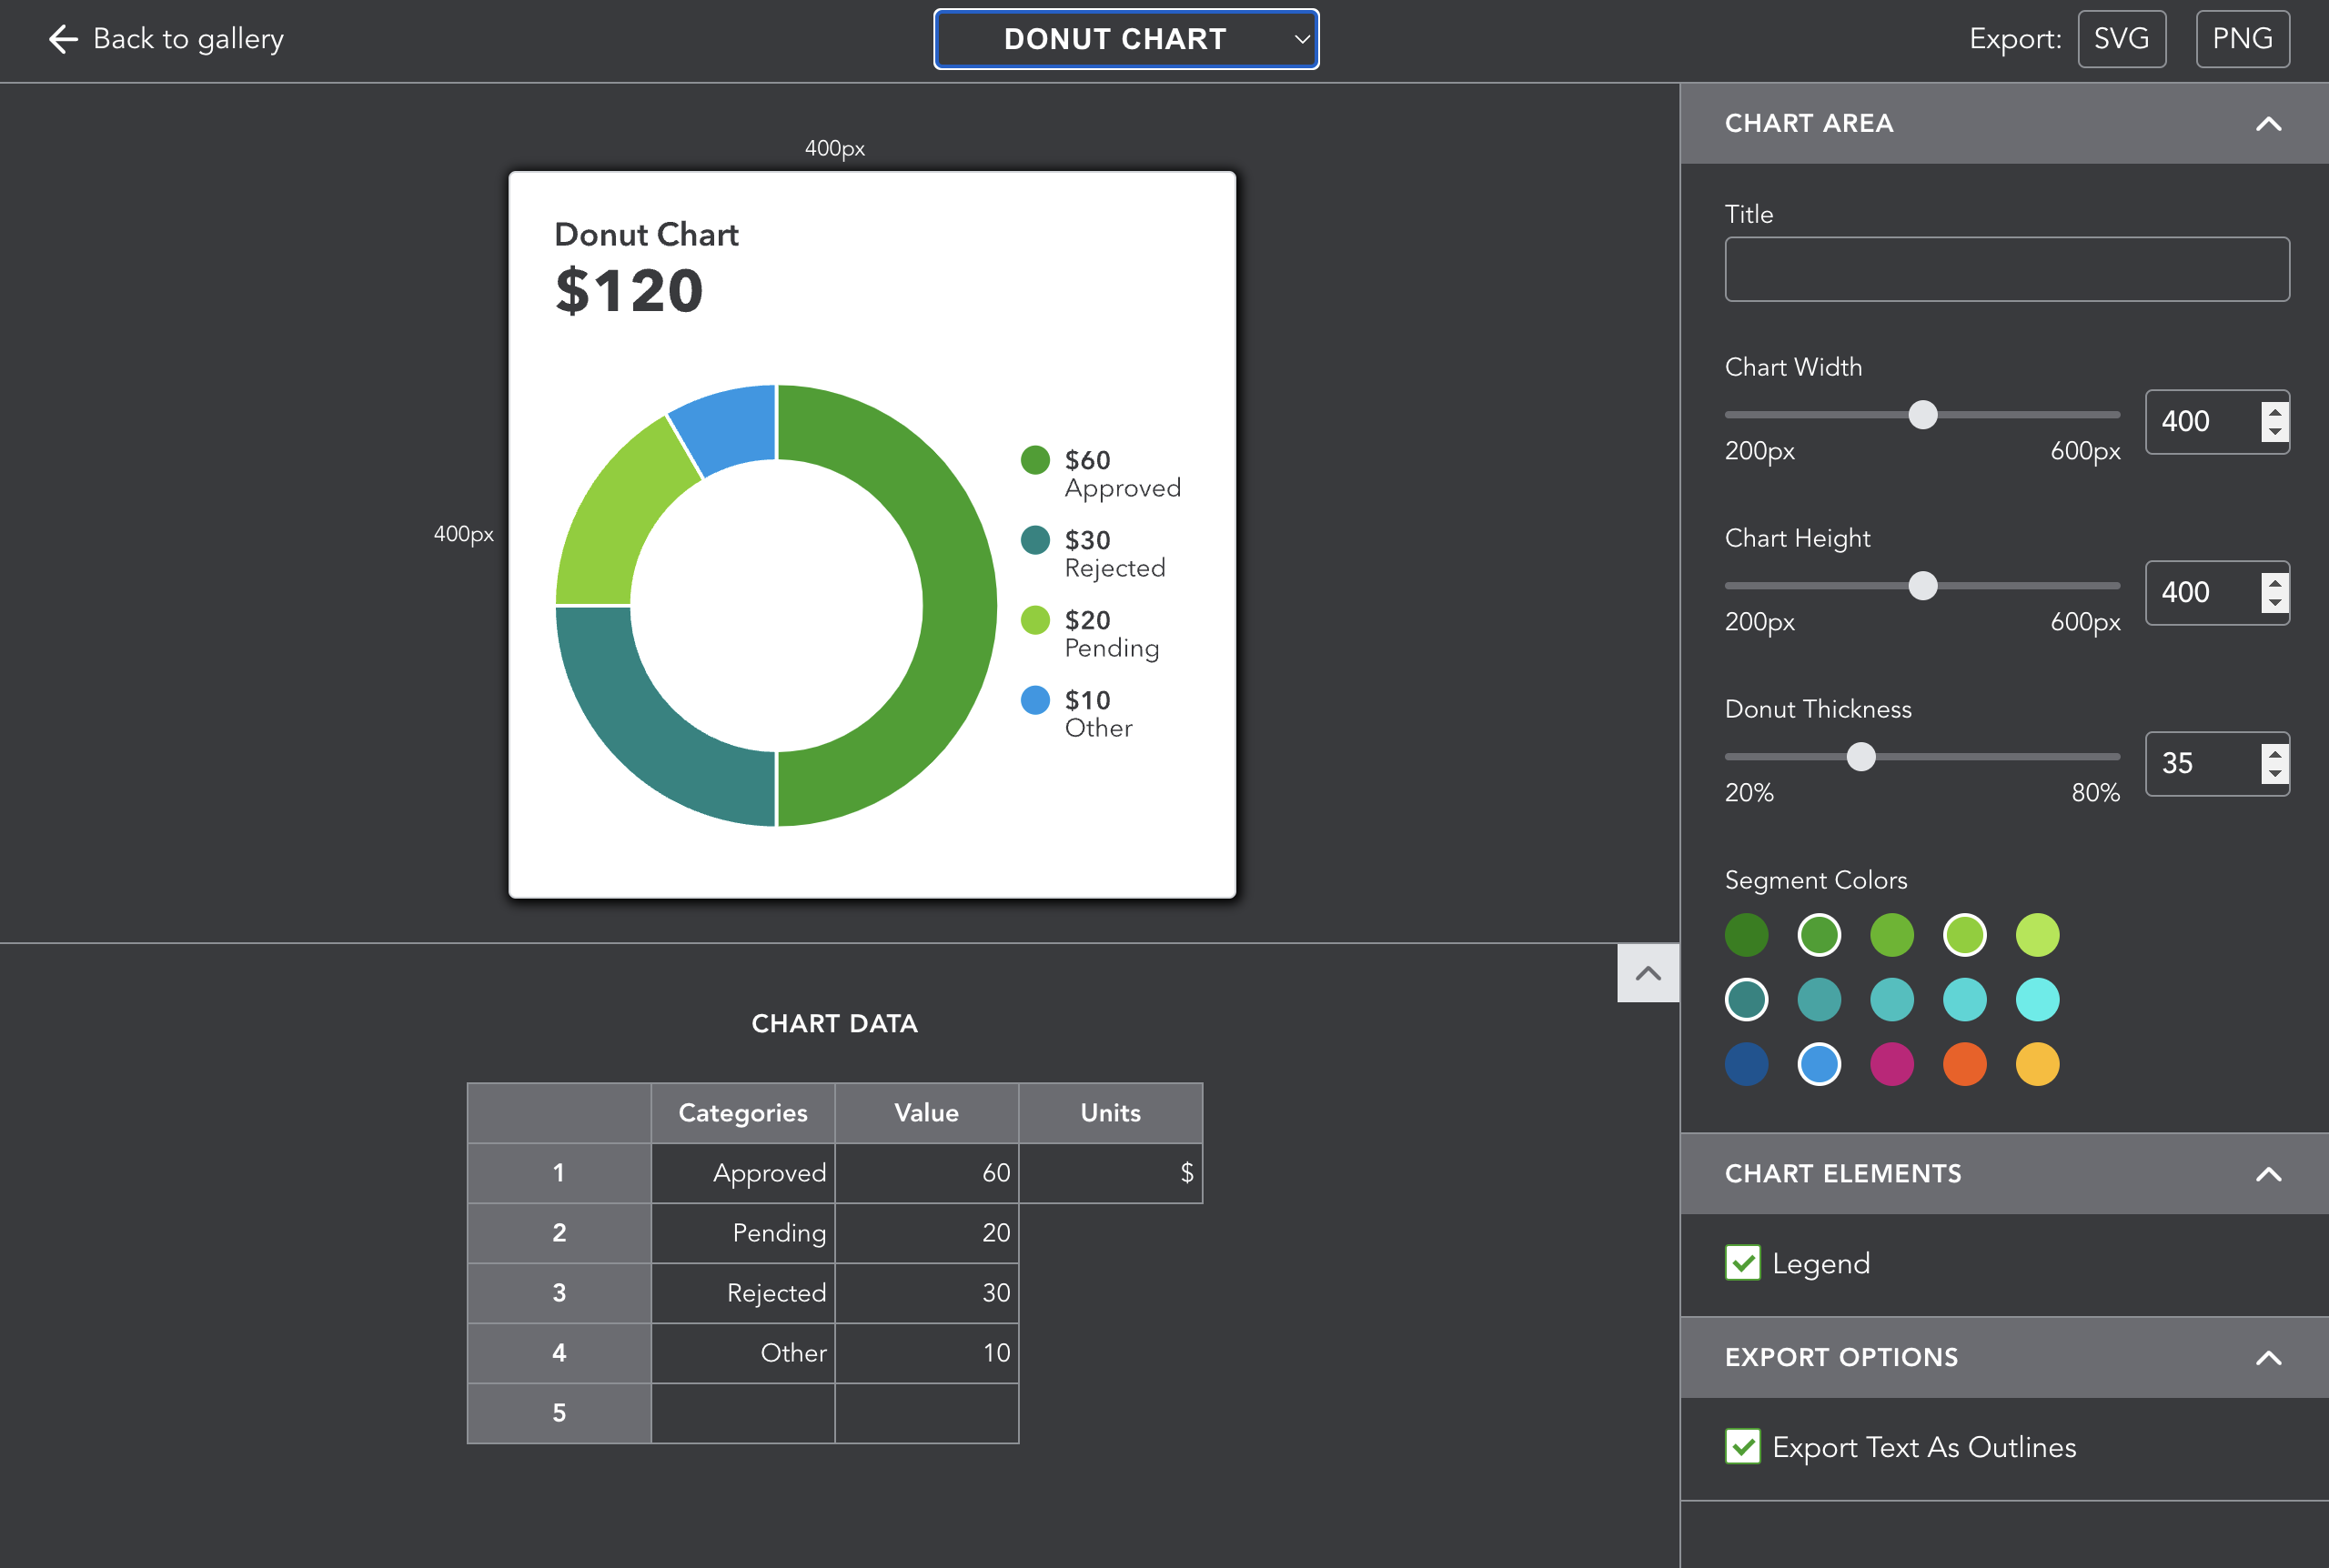 Back to gallery
DONUT CHART
Export: SVG PNG
400px
400px
Donut Chart
$120
$60
Approved
$30
Rejected
$20
Pending
$10
Other
CHART DATA
Categories Value Units
1 Approved 60 $
2 Pending 20
3 Rejected 30
4 Other 10
5
CHART AREA
Title
Chart Width
400
200px 600px
Chart Height
400
200px 600px
Donut Thickness
35
20% 80%
Segment Colors
CHART ELEMENTS
Legend
EXPORT OPTIONS
Export Text As Outlines